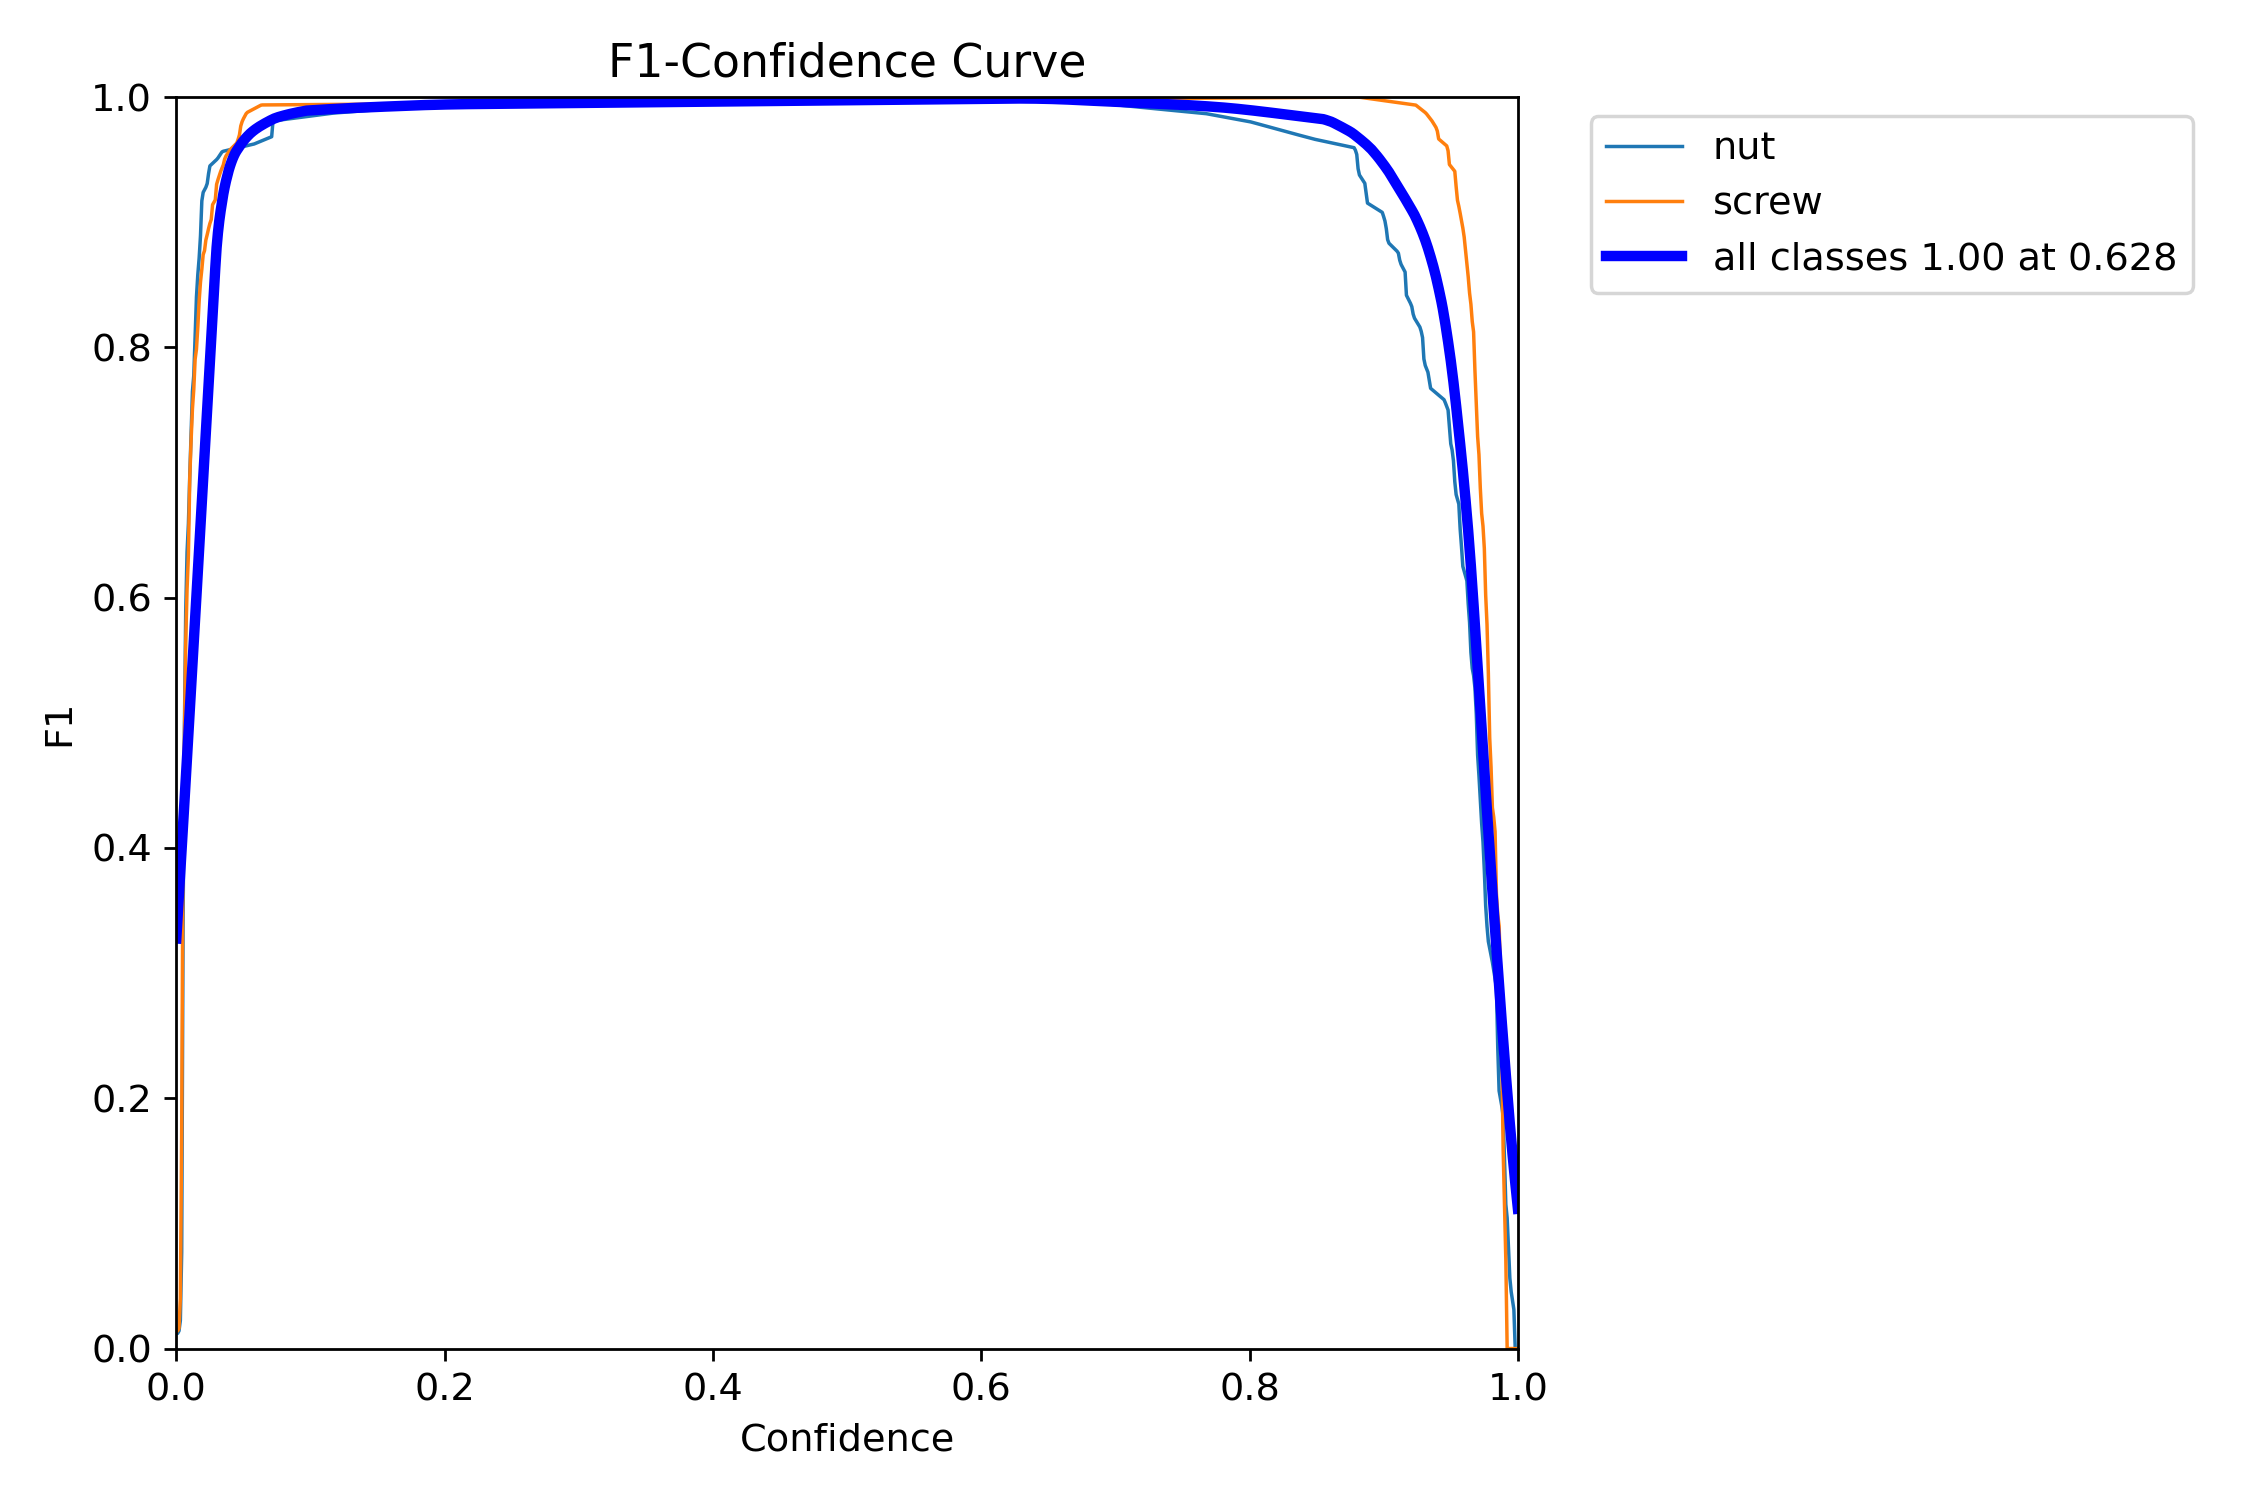 F1-Confidence Curve
nut
screw
all classes 1.00 at 0.628
1.0
0.8
0.6
0.4
0.2
0.0
F1
0.0 0.2 0.4 0.6 0.8 1.0
Confidence